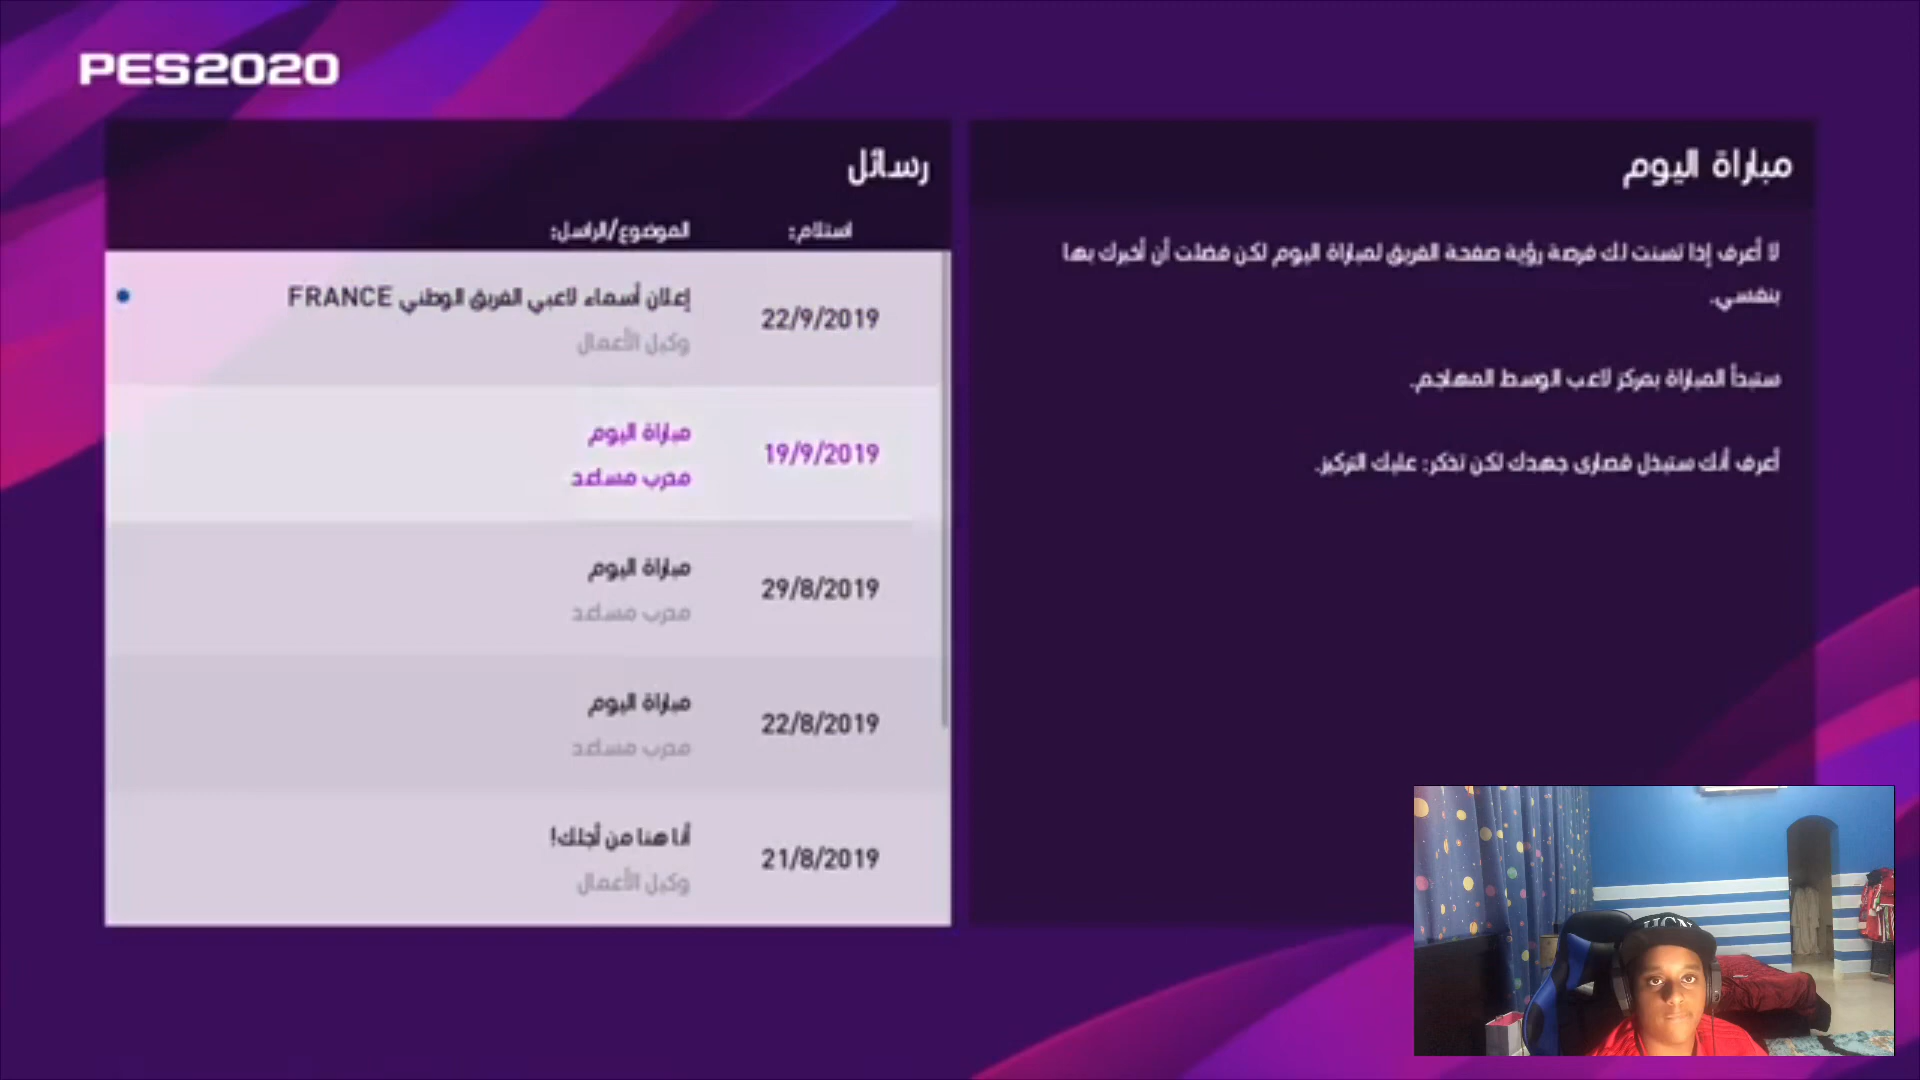 PES2020
رسائل
استلام: الموضوع/الراسل:
22/9/2019 إعلان أسماء لاعبي الفريق الوطني FRANCE
وكيل الأعمال
19/9/2019 مباراة اليوم
مدرب مساعد
29/8/2019 مباراة اليوم
مدرب مساعد
22/8/2019 مباراة اليوم
مدرب مساعد
21/8/2019 أنا هنا من أجلك!
وكيل الأعمال
مباراة اليوم
لا أعرف إذا تسنت لك فرصة رؤية صفحة الفريق لمباراة اليوم لكن فضلت أن أخبرك بها
بنفسي.
ستبدأ المباراة بمركز لاعب الوسط المهاجم.
أعرف أنك ستبذل قصارى جهدك لكن تذكر: عليك التركيز.